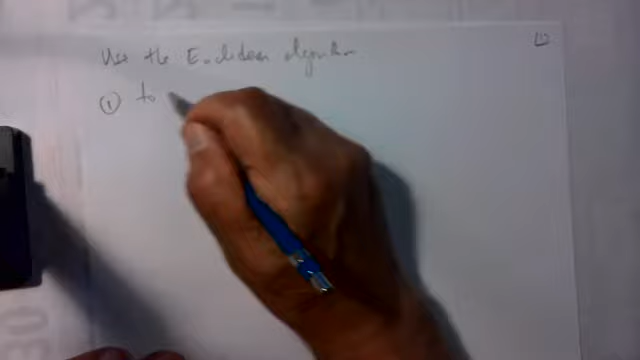 Use the Euclidean algorithm
① to